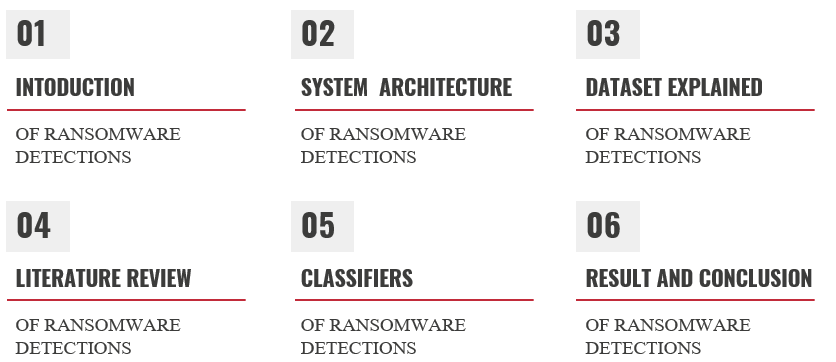 01
INTODUCTION
OF RANSOMWARE
DETECTIONS
02
SYSTEM  ARCHITECTURE
OF RANSOMWARE
DETECTIONS
03
DATASET EXPLAINED
OF RANSOMWARE
DETECTIONS
04
LITERATURE REVIEW
OF RANSOMWARE
DETECTIONS
05
CLASSIFIERS
OF RANSOMWARE
DETECTIONS
06
RESULT AND CONCLUSION
OF RANSOMWARE
DETECTIONS